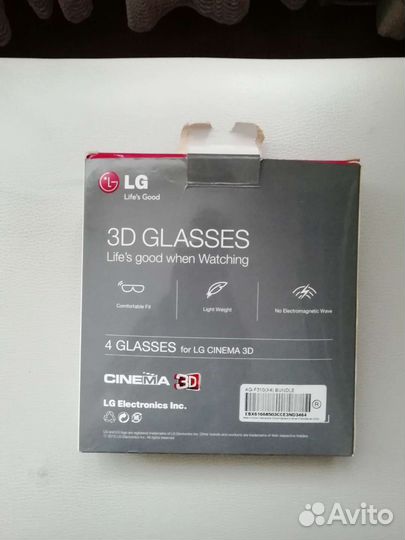 LG
Life's Good
3D GLASSES
Life's good when Watching
Comfortable Fit
Light Weight
No Electromagnetic Wave
4 GLASSES for LG CINEMA 3D
CINEMA 3D
LG Electronics Inc.
AG-F310(X4) BUNDLE
Avito